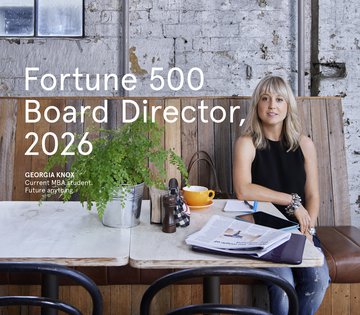 Fortune 500
Board Director,
2026
GEORGIA KNOX
Current MBA student.
Future anything.